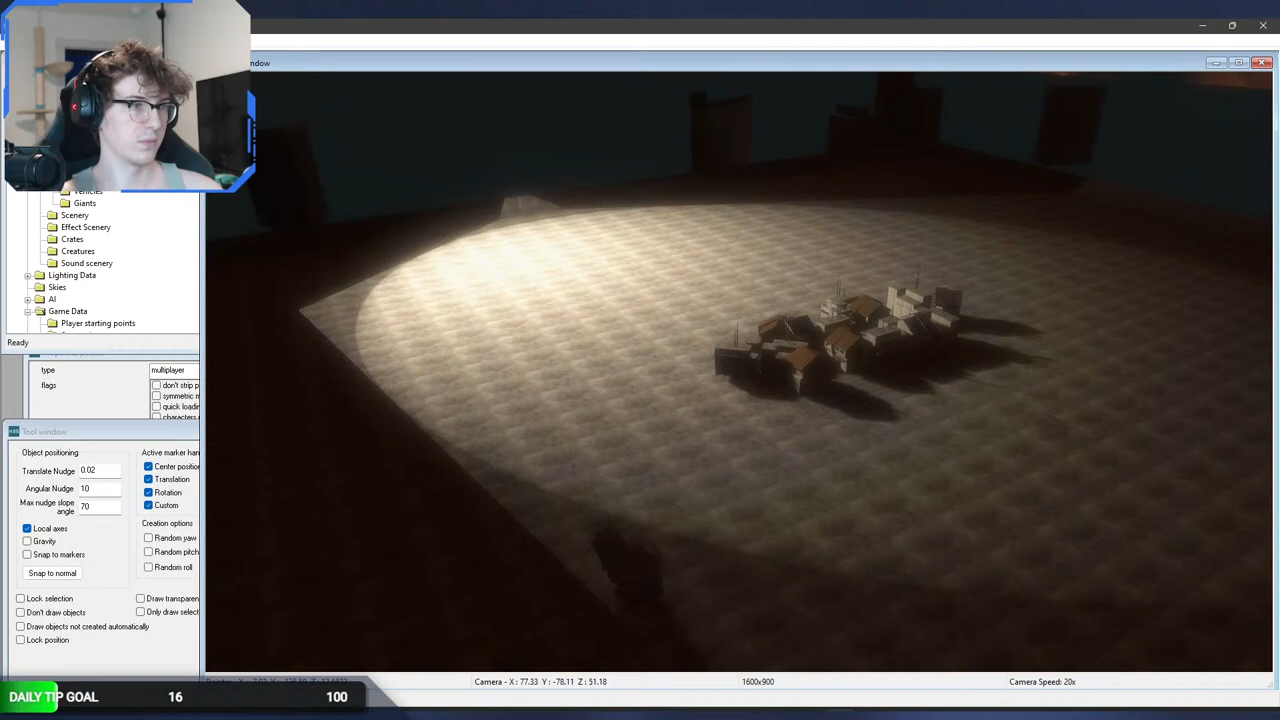 ndow
Vehicles
Giants
Scenery
Effect Scenery
Crates
Creatures
Sound scenery
Lighting Data
Skies
AI
Game Data
Player starting points
Ready
type
multiplayer
flags
don't strip p
symmetric m
quick loadin
characters
Tool window
Object positioning
Active marker han
Translate Nudge
0.02
Center position
Angular Nudge
10
Translation
Max nudge slope
angle
70
Rotation
Custom
Creation options
Local axes
Gravity
Snap to markers
Random yaw
Random pitch
Random roll
Snap to normal
Lock selection
Draw transparen
Don't draw objects
Only draw select
Draw objects not created automatically
Lock position
Camera - X : 77.33 Y : -78.11 Z : 51.18
1600x900
Camera Speed: 20x
DAILY TIP GOAL
16
100